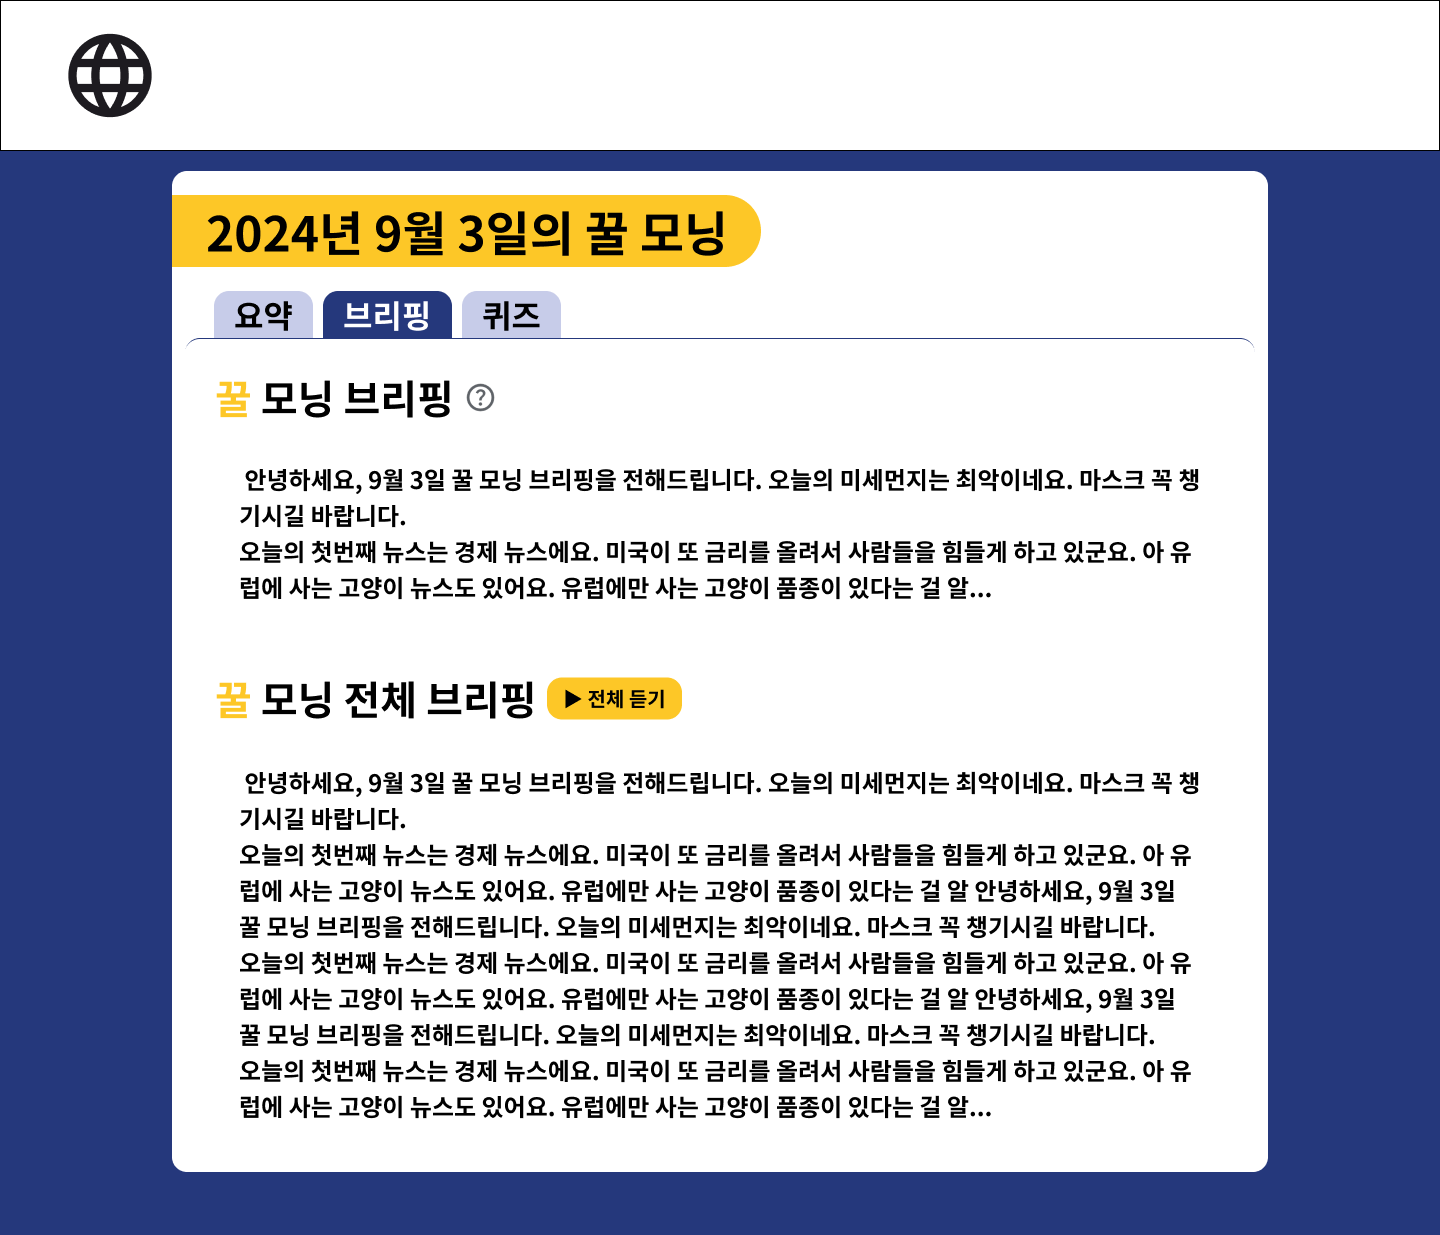 2024년 9월 3일의 꿀 모닝
요약 브리핑 퀴즈
꿀 모닝 브리핑 ?
안녕하세요, 9월 3일 꿀 모닝 브리핑을 전해드립니다. 오늘의 미세먼지는 최악이네요. 마스크 꼭 챙
기시길 바랍니다.
오늘의 첫번째 뉴스는 경제 뉴스에요. 미국이 또 금리를 올려서 사람들을 힘들게 하고 있군요. 아 유
럽에 사는 고양이 뉴스도 있어요. 유럽에만 사는 고양이 품종이 있다는 걸 알...
꿀 모닝 전체 브리핑 ▶ 전체 듣기
안녕하세요, 9월 3일 꿀 모닝 브리핑을 전해드립니다. 오늘의 미세먼지는 최악이네요. 마스크 꼭 챙
기시길 바랍니다.
오늘의 첫번째 뉴스는 경제 뉴스에요. 미국이 또 금리를 올려서 사람들을 힘들게 하고 있군요. 아 유
럽에 사는 고양이 뉴스도 있어요. 유럽에만 사는 고양이 품종이 있다는 걸 알 안녕하세요, 9월 3일
꿀 모닝 브리핑을 전해드립니다. 오늘의 미세먼지는 최악이네요. 마스크 꼭 챙기시길 바랍니다.
오늘의 첫번째 뉴스는 경제 뉴스에요. 미국이 또 금리를 올려서 사람들을 힘들게 하고 있군요. 아 유
럽에 사는 고양이 뉴스도 있어요. 유럽에만 사는 고양이 품종이 있다는 걸 알 안녕하세요, 9월 3일
꿀 모닝 브리핑을 전해드립니다. 오늘의 미세먼지는 최악이네요. 마스크 꼭 챙기시길 바랍니다.
오늘의 첫번째 뉴스는 경제 뉴스에요. 미국이 또 금리를 올려서 사람들을 힘들게 하고 있군요. 아 유
럽에 사는 고양이 뉴스도 있어요. 유럽에만 사는 고양이 품종이 있다는 걸 알...